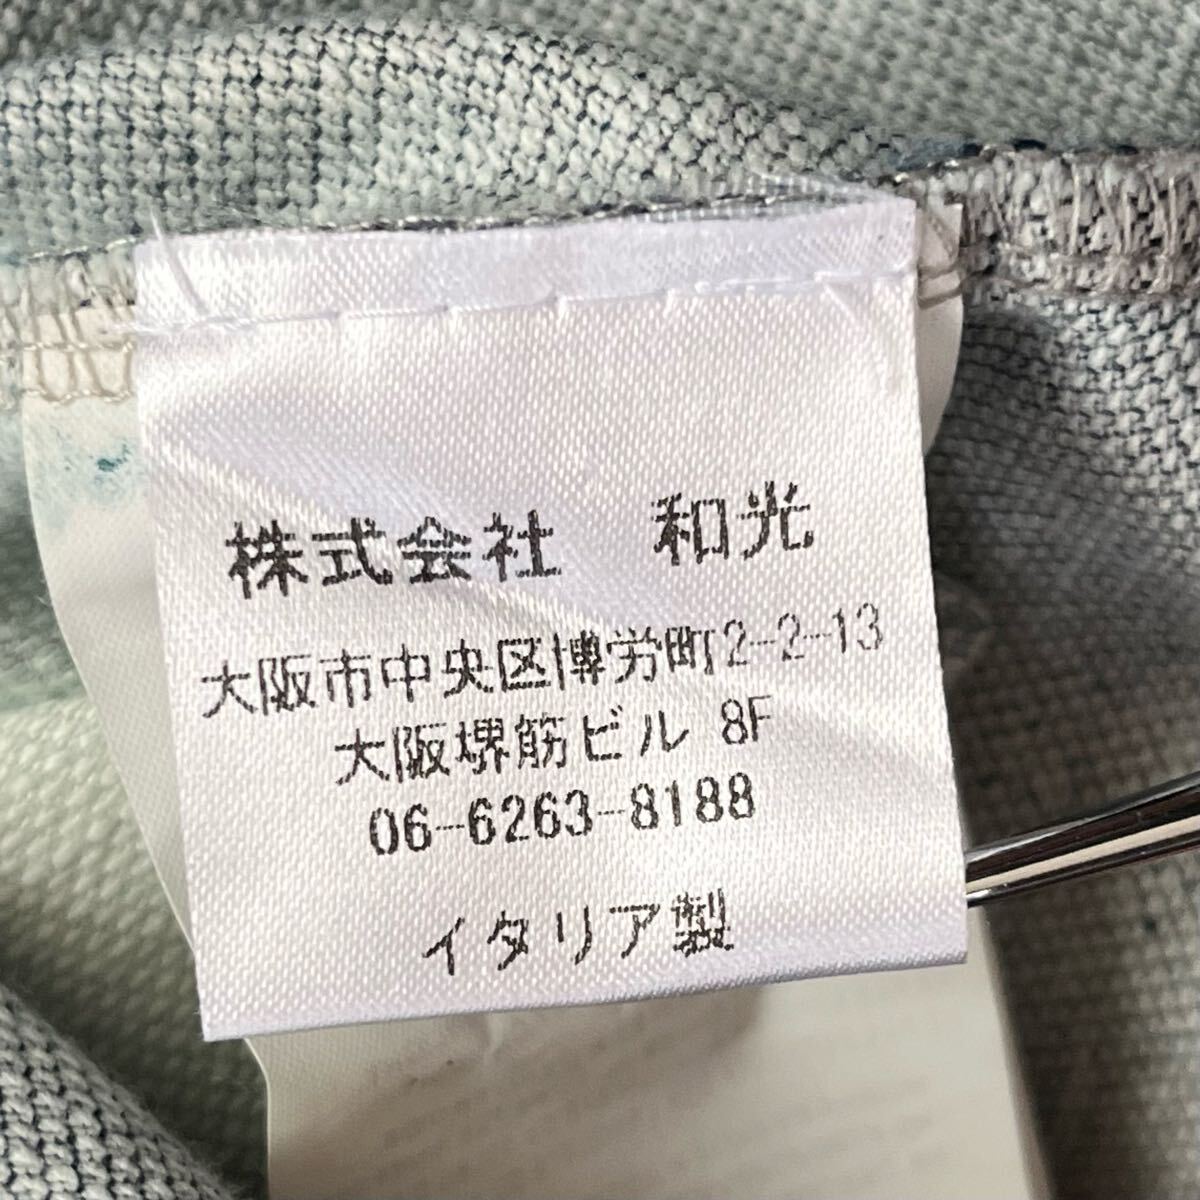 株式会社　和光
大阪市中央区博労町2-2-13
大阪堺筋ビル 8F
06-6263-8188
イタリア製